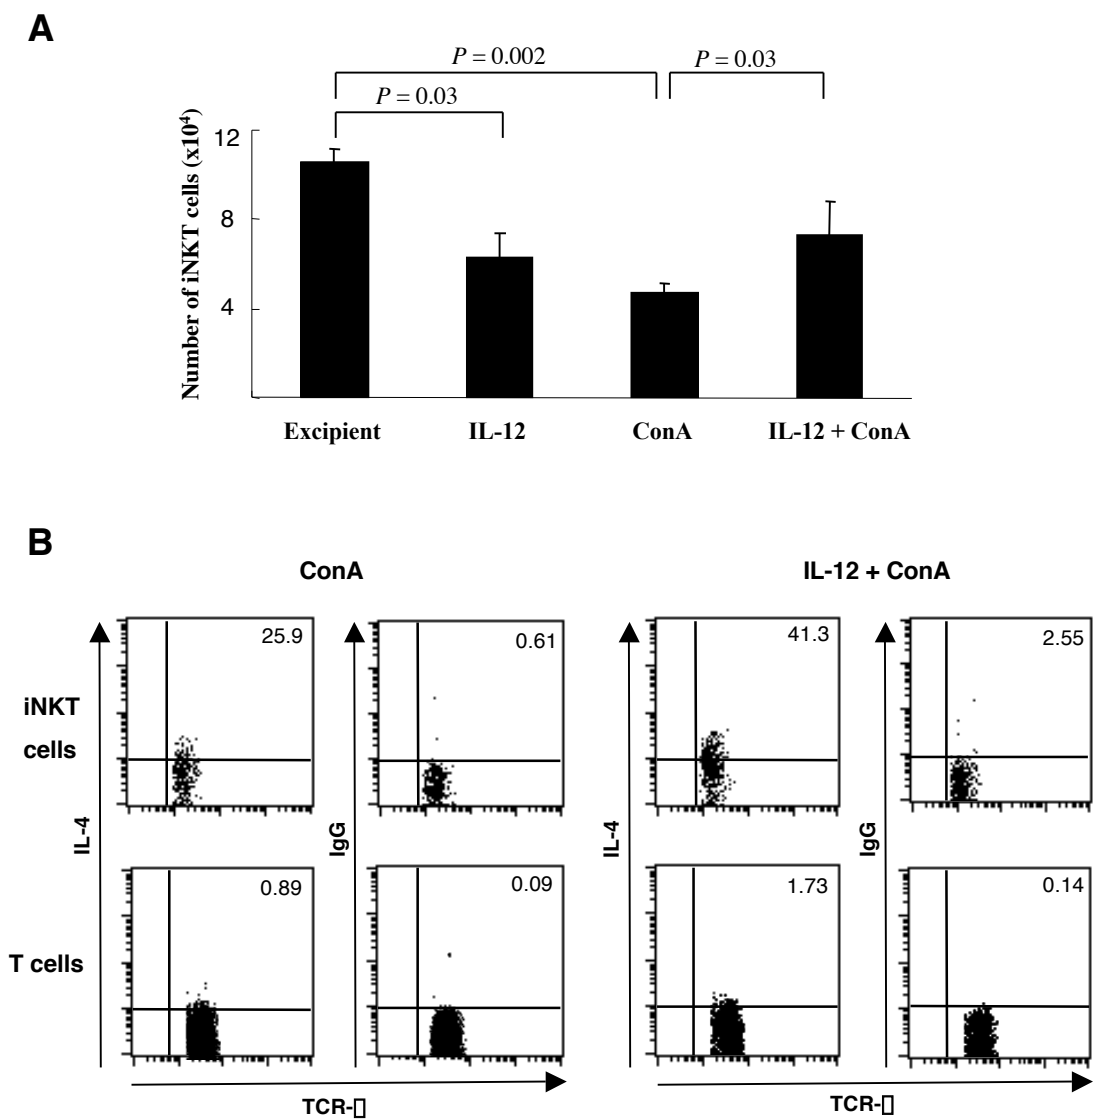 A
P = 0.002
P = 0.03
P = 0.03
Number of iNKT cells (x10⁴)
12
8
4
Excipient IL-12 ConA IL-12 + ConA
B
ConA IL-12 + ConA
25.9 0.61 41.3 2.55
iNKT
cells
IL-4 IgG IL-4 IgG
0.89 0.09 1.73 0.14
T cells
TCR-▯ TCR-▯